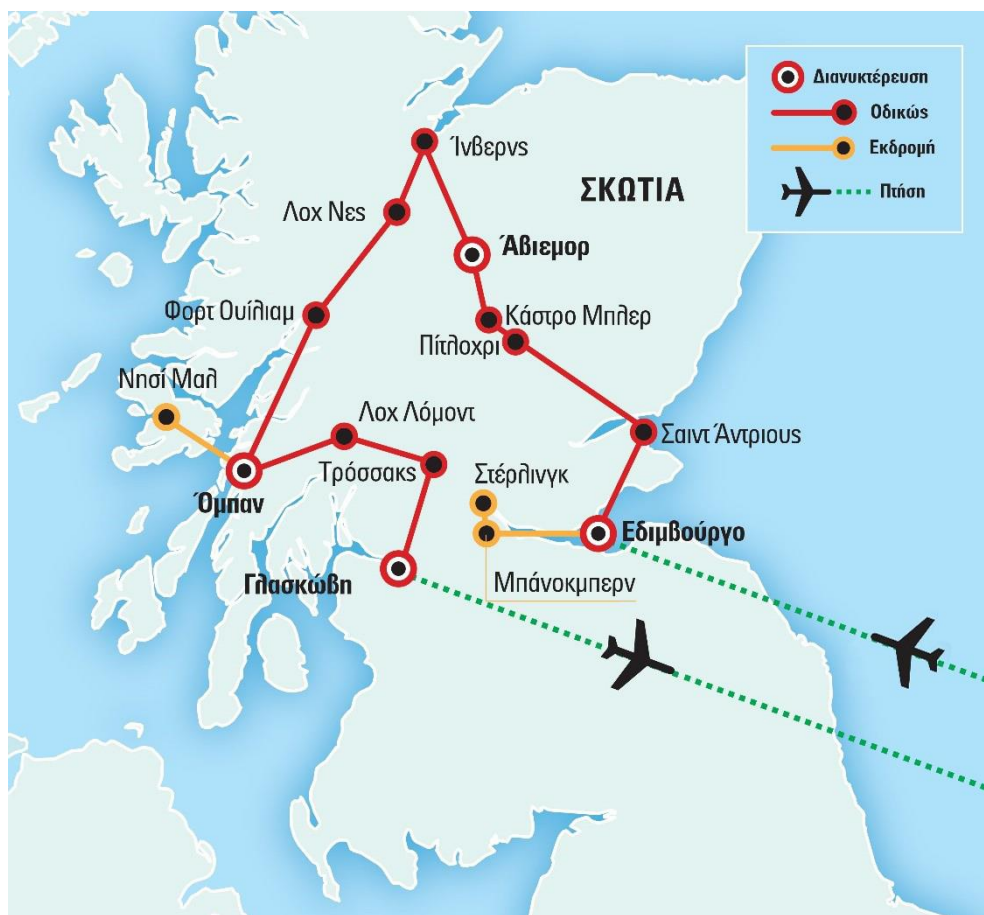 Διανυκτέρευση
Οδικώς
Εκδρομή
Πτήση
Ίνβερνς
ΣΚΩΤΙΑ
Λοχ Νες
Άβιεμορ
Φορτ Ουίλιαμ
Κάστρο Μπλερ
Πίτλοχρι
Νησί Μαλ
Λοχ Λόμοντ
Σαιντ Άντριους
Τρόσσακς
Στέρλινγκ
Όμπαν
Εδιμβούργο
Γλασκώβη
Μπάνοκμπερν